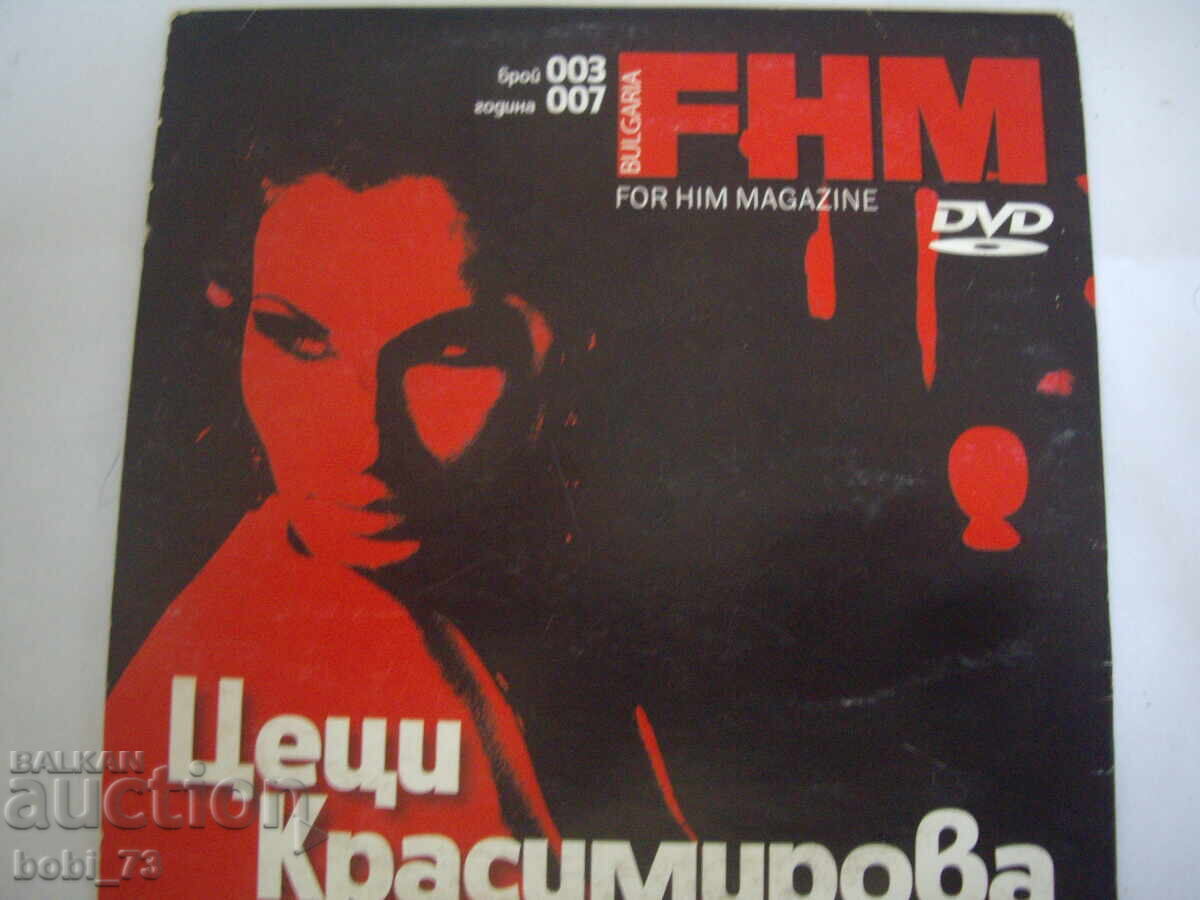 брой 003
година 007
BULGARIA
FHM
FOR HIM MAGAZINE
DVD
Цеци
Красимирова
BALKAN
auction
bobi_73